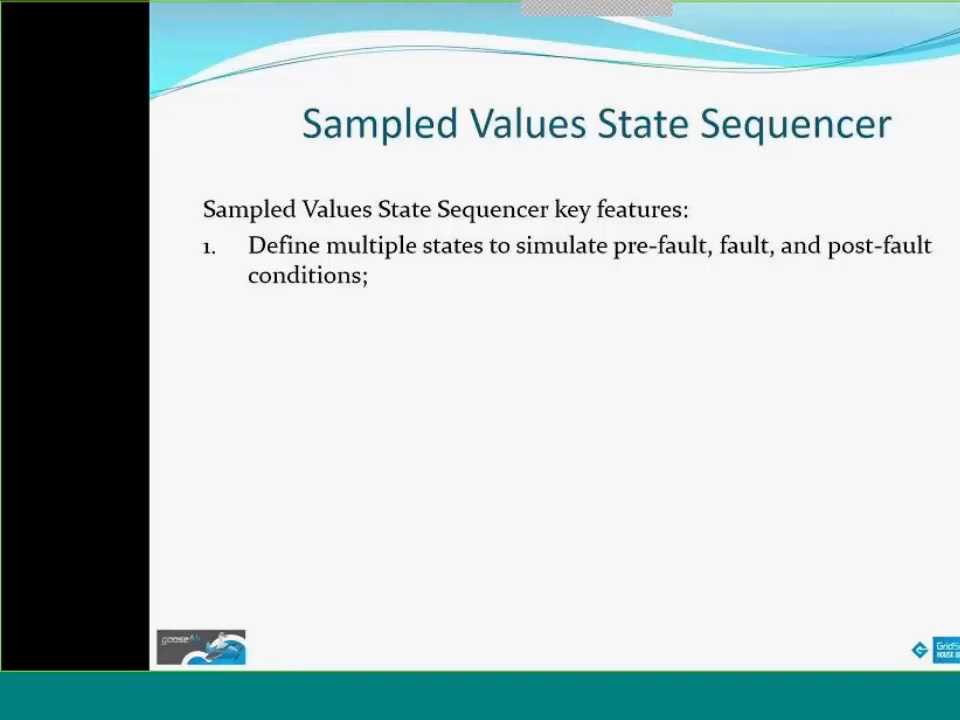 Sampled Values State Sequencer
Sampled Values State Sequencer key features:
1. Define multiple states to simulate pre-fault, fault, and post-fault
conditions;
goose